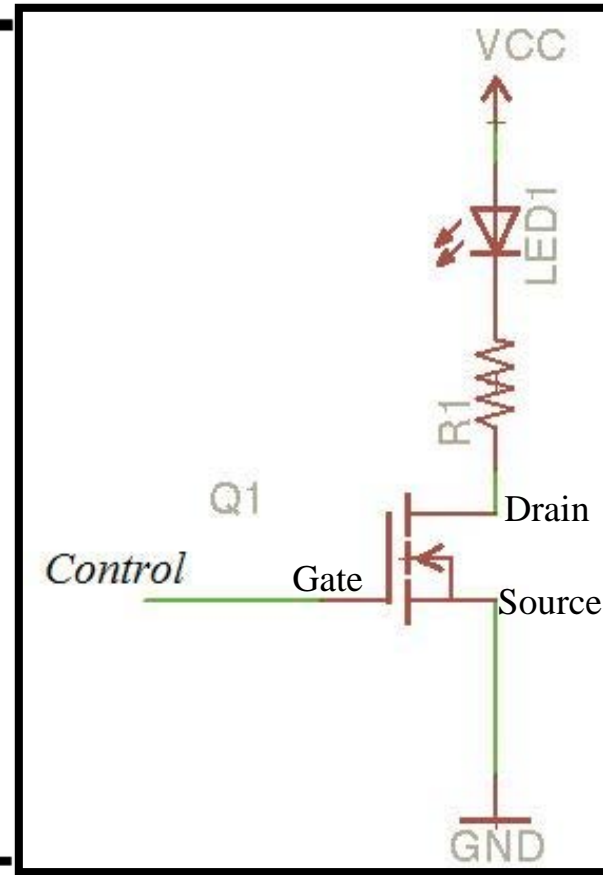 VCC
LED1
R1
Q1
Drain
Control
Gate
Source
GND